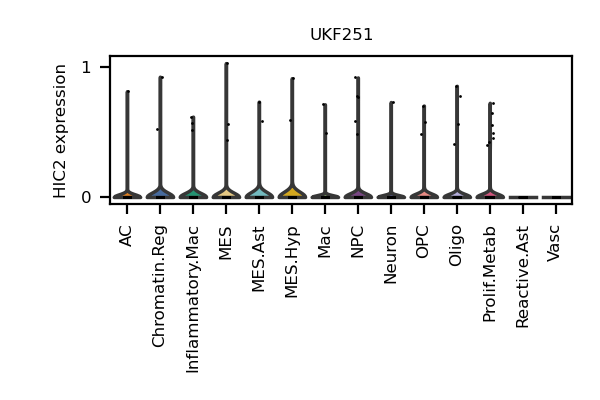 UKF251
HIC2 expression
1
0
AC
Chromatin.Reg
Inflammatory.Mac
MES
MES.Ast
MES.Hyp
Mac
NPC
Neuron
OPC
Oligo
Prolif.Metab
Reactive.Ast
Vasc